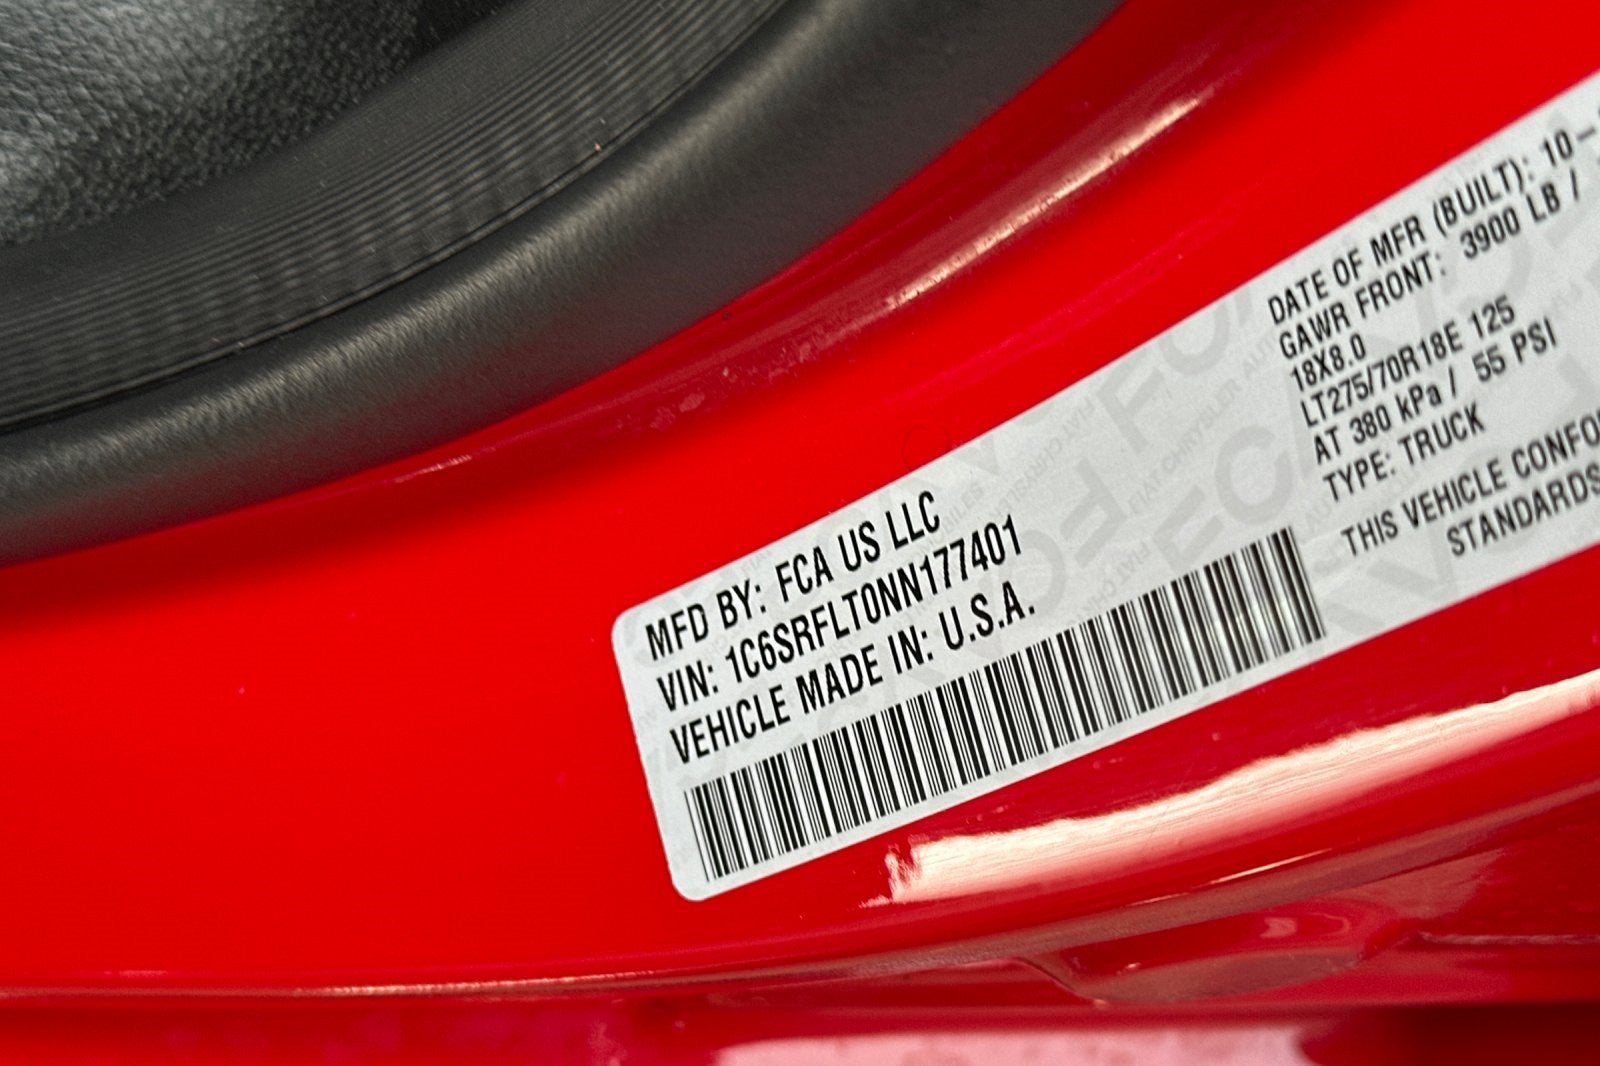 MFD BY: FCA US LLC
VIN: 1C6SRFLT0NN177401
VEHICLE MADE IN: U.S.A.
DATE OF MFR (BUILT): 10-
GAWR FRONT: 3900 LB /
18X8.0
LT275/70R18E 125
AT 380 kPa / 55 PSI
TYPE: TRUCK
THIS VEHICLE CONFO
STANDARDS